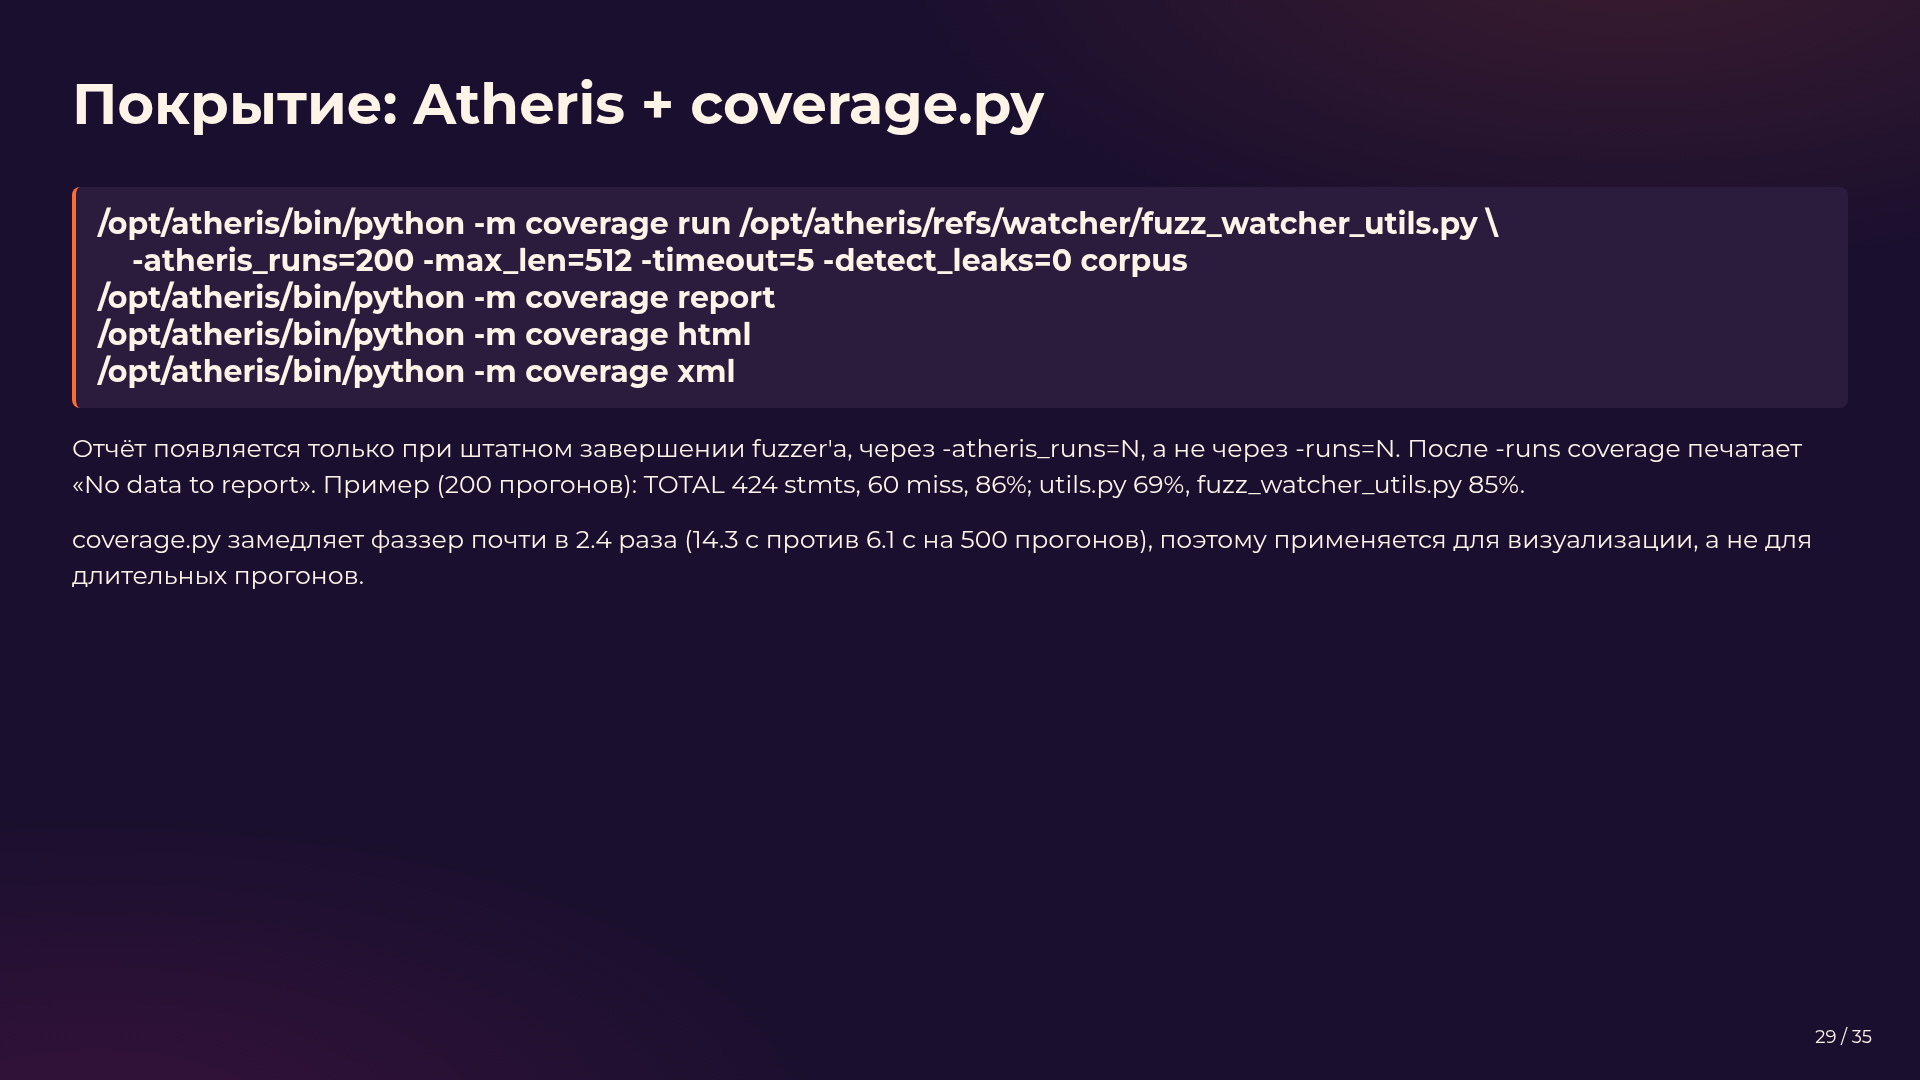 Покрытие: Atheris + coverage.py
/opt/atheris/bin/python -m coverage run /opt/atheris/refs/watcher/fuzz_watcher_utils.py \
    -atheris_runs=200 -max_len=512 -timeout=5 -detect_leaks=0 corpus
/opt/atheris/bin/python -m coverage report
/opt/atheris/bin/python -m coverage html
/opt/atheris/bin/python -m coverage xml
Отчёт появляется только при штатном завершении fuzzer'а, через -atheris_runs=N, а не через -runs=N. После -runs coverage печатает
«No data to report». Пример (200 прогонов): TOTAL 424 stmts, 60 miss, 86%; utils.py 69%, fuzz_watcher_utils.py 85%.
coverage.py замедляет фаззер почти в 2.4 раза (14.3 с против 6.1 с на 500 прогонов), поэтому применяется для визуализации, а не для
длительных прогонов.
29 / 35